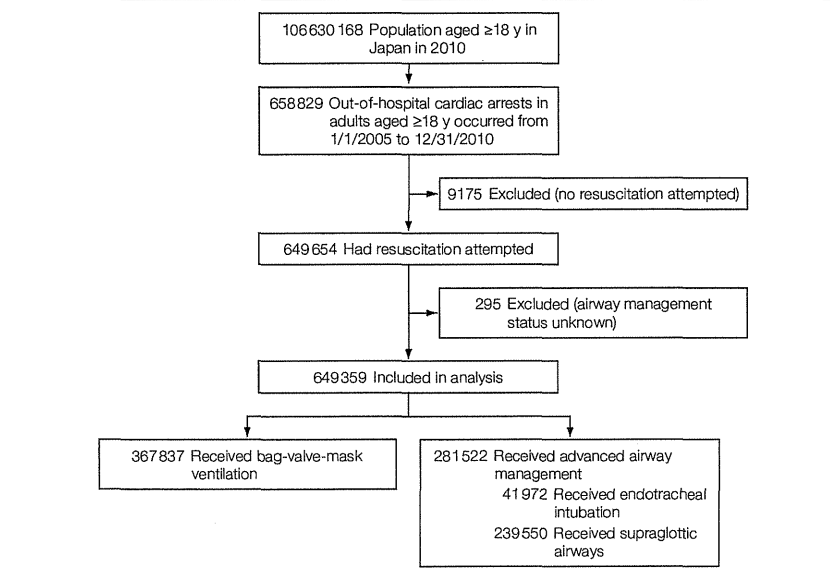 106630168 Population aged ≥18 y in
Japan in 2010
658829 Out-of-hospital cardiac arrests in
adults aged ≥18 y occurred from
1/1/2005 to 12/31/2010
9175 Excluded (no resuscitation attempted)
649654 Had resuscitation attempted
295 Excluded (airway management
status unknown)
649359 Included in analysis
367837 Received bag-valve-mask
ventilation
281522 Received advanced airway
management
41972 Received endotracheal
intubation
239550 Received supraglottic
airways